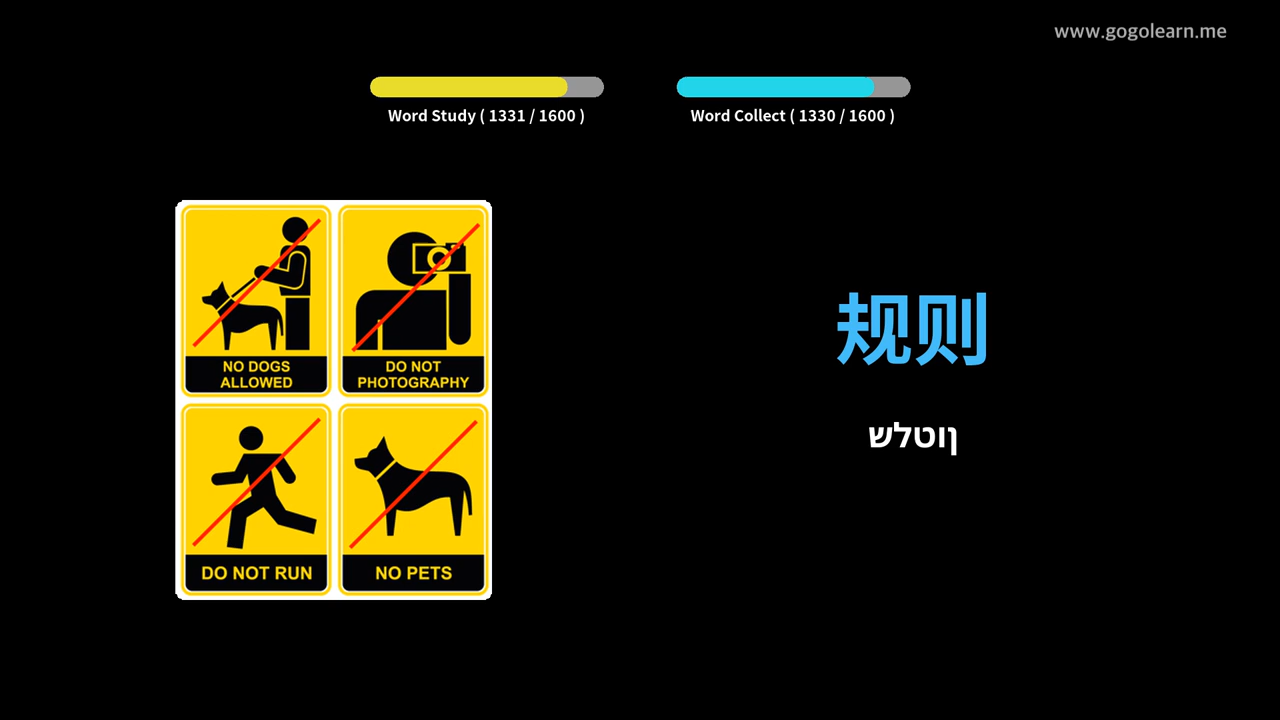 www.gogolearn.me
Word Study ( 1331 / 1600 )
Word Collect ( 1330 / 1600 )
NO DOGS
ALLOWED
DO NOT
PHOTOGRAPHY
DO NOT RUN
NO PETS
规则
ןוטלש